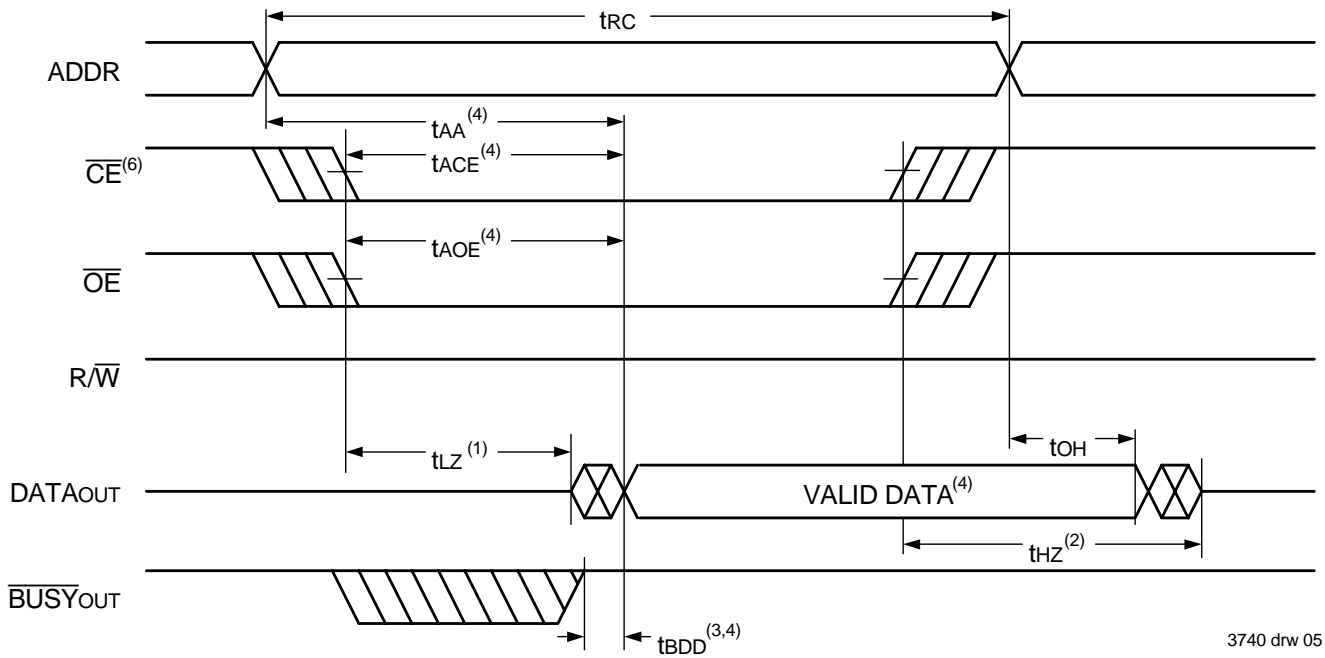 tRC
ADDR
tAA(4)
CE(6)
tACE(4)
tAOE(4)
OE
R/W
tLZ(1)
tOH
DATAOUT
VALID DATA(4)
tHZ(2)
BUSYOUT
tBDD(3,4)
3740 drw 05